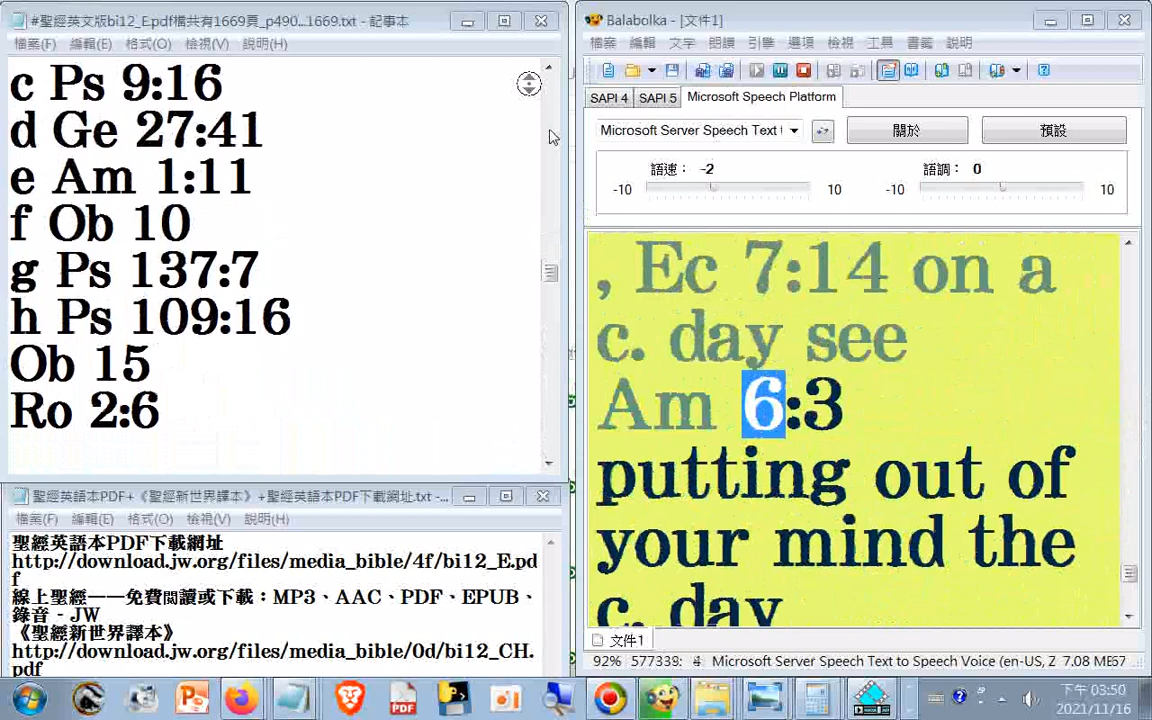 #聖經英文版bi12_E.pdf檔共有1669頁_p490...1669.txt - 記事本
檔案(F) 編輯(E) 格式(O) 檢視(V) 說明(H)
c Ps 9:16
d Ge 27:41
e Am 1:11
f Ob 10
g Ps 137:7
h Ps 109:16
Ob 15
Ro 2:6
聖經英語本PDF+《聖經新世界譯本》+聖經英語本PDF下載網址.txt - ...
檔案(F) 編輯(E) 格式(O) 檢視(V) 說明(H)
聖經英語本PDF下載網址
http://download.jw.org/files/media_bible/4f/bi12_E.pd
f
線上聖經——免費閱讀或下載：MP3、AAC、PDF、EPUB、
錄音 - JW
《聖經新世界譯本》
http://download.jw.org/files/media_bible/0d/bi12_CH.
pdf
Balabolka - [文件1]
檔案 編輯 文字 朗讀 引擎 選項 檢視 工具 書籤 說明
SAPI 4 SAPI 5 Microsoft Speech Platform
Microsoft Server Speech Text 關於 預設
語速： -2 語調： 0
-10 10 -10 10
, Ec 7:14 on a
c. day see
Am 6:3
putting out of
your mind the
c. day
文件1
92% 577339: 4 Microsoft Server Speech Text to Speech Voice (en-US, Z 7.08 ME
下午 03:50
2021/11/16